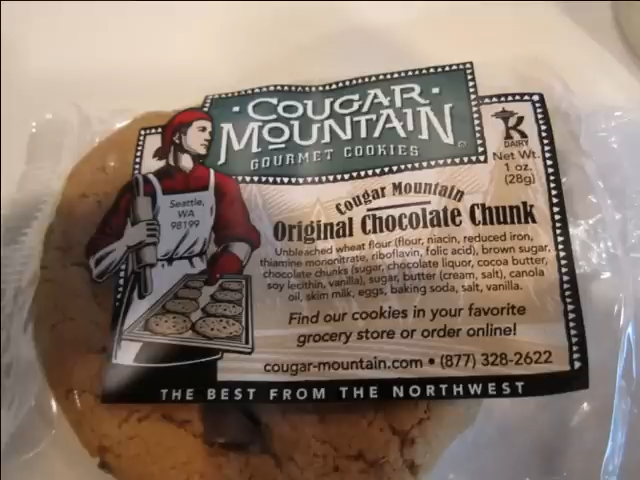 COUGAR
MOUNTAIN
GOURMET COOKIES
K
DAIRY
Net Wt.
1 oz.
(28g)
Seattle,
WA
98199
Cougar Mountain
Original Chocolate Chunk
Unbleached wheat flour (flour, niacin, reduced iron,
thiamine mononitrate, riboflavin, folic acid), brown sugar,
chocolate chunks (sugar, chocolate liquor, cocoa butter,
soy lecithin, vanilla), sugar, butter (cream, salt), canola
oil, skim milk, eggs, baking soda, salt, vanilla.
Find our cookies in your favorite
grocery store or order online!
cougar-mountain.com • (877) 328-2622
THE BEST FROM THE NORTHWEST